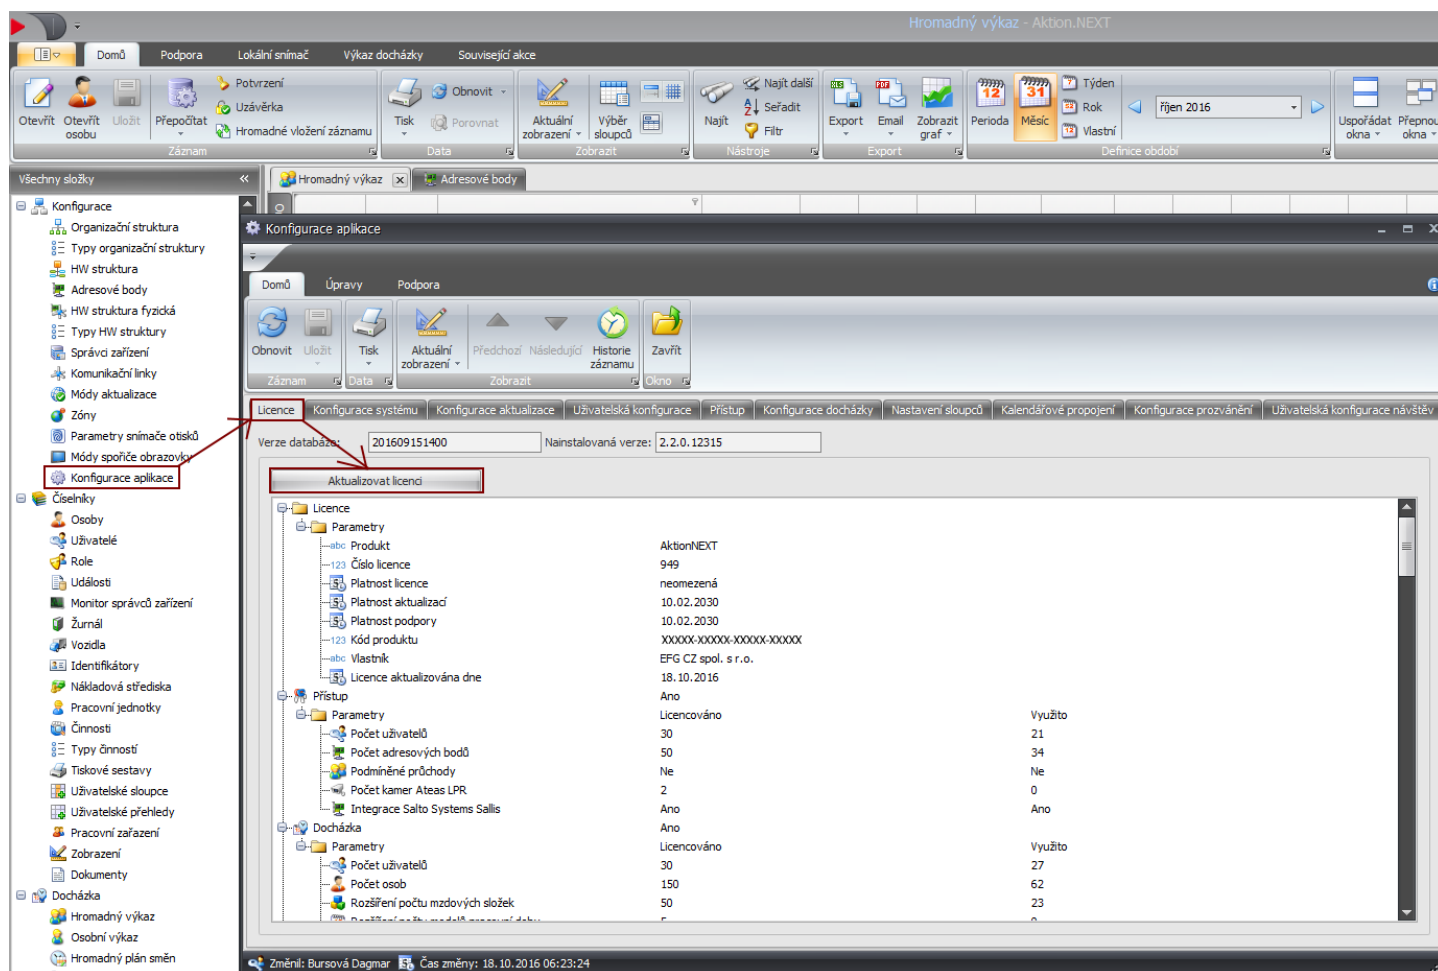 Hromadný výkaz - Aktion.NEXT
Domů Podpora Lokální snímač Výkaz docházky Související akce
Otevřít
Otevřít osobu
Uložit
Přepočítat
Potvrzení
Uzávěrka
Hromadné vložení záznamu
Záznam
Tisk
Obnovit
Porovnat
Data
Aktuální zobrazení
Výběr sloupců
Zobrazit
Najít
Najít další
Seřadit
Filtr
Nástroje
Export
Email
Zobrazit graf
Export
Perioda
Měsíc
Týden
Rok
Vlastní
říjen 2016
Definice období
Uspořádat okna
Přepnou okna
Všechny složky
Hromadný výkaz Adresové body
Konfigurace
Organizační struktura
Typy organizační struktury
HW struktura
Adresové body
HW struktura fyzická
Typy HW struktury
Správci zařízení
Komunikační linky
Módy aktualizace
Zóny
Parametry snímače otisků
Módy spořiče obrazovky
Konfigurace aplikace
Číselníky
Osoby
Uživatelé
Role
Události
Monitor správců zařízení
Žurnál
Vozidla
Identifikátory
Nákladová střediska
Pracovní jednotky
Činnosti
Typy činností
Tiskové sestavy
Uživatelské sloupce
Uživatelské přehledy
Pracovní zařazení
Zobrazení
Dokumenty
Docházka
Hromadný výkaz
Osobní výkaz
Hromadný plán směn
Konfigurace aplikace
Domů Úpravy Podpora
Obnovit Uložit
Záznam
Tisk
Data
Aktuální zobrazení
Předchozí Následující
Historie záznamu
Zobrazit
Zavřít
Okno
Licence Konfigurace systému Konfigurace aktualizace Uživatelská konfigurace Přístup Konfigurace docházky Nastavení sloupců Kalendářové propojení Konfigurace prozvánění Uživatelská konfigurace návštěv
Verze databáze: 201609151400 Nainstalovaná verze: 2.2.0.12315
Aktualizovat licenci
Licence
Parametry
abc Produkt AktionNEXT
123 Číslo licence 949
Platnost licence neomezená
Platnost aktualizací 10.02.2030
Platnost podpory 10.02.2030
123 Kód produktu XXXXX-XXXXX-XXXXX-XXXXX
abc Vlastník EFG CZ spol. s r.o.
Licence aktualizována dne 18.10.2016
Přístup Ano
Parametry Licencováno Využito
Počet uživatelů 30 21
Počet adresových bodů 50 34
Podmíněné průchody Ne Ne
Počet kamer Ateas LPR 2 0
Integrace Salto Systems Sallis Ano Ano
Docházka Ano
Parametry Licencováno Využito
Počet uživatelů 30 27
Počet osob 150 62
Rozšíření počtu mzdových složek 50 23
Změnil: Bursová Dagmar Čas změny: 18.10.2016 06:23:24